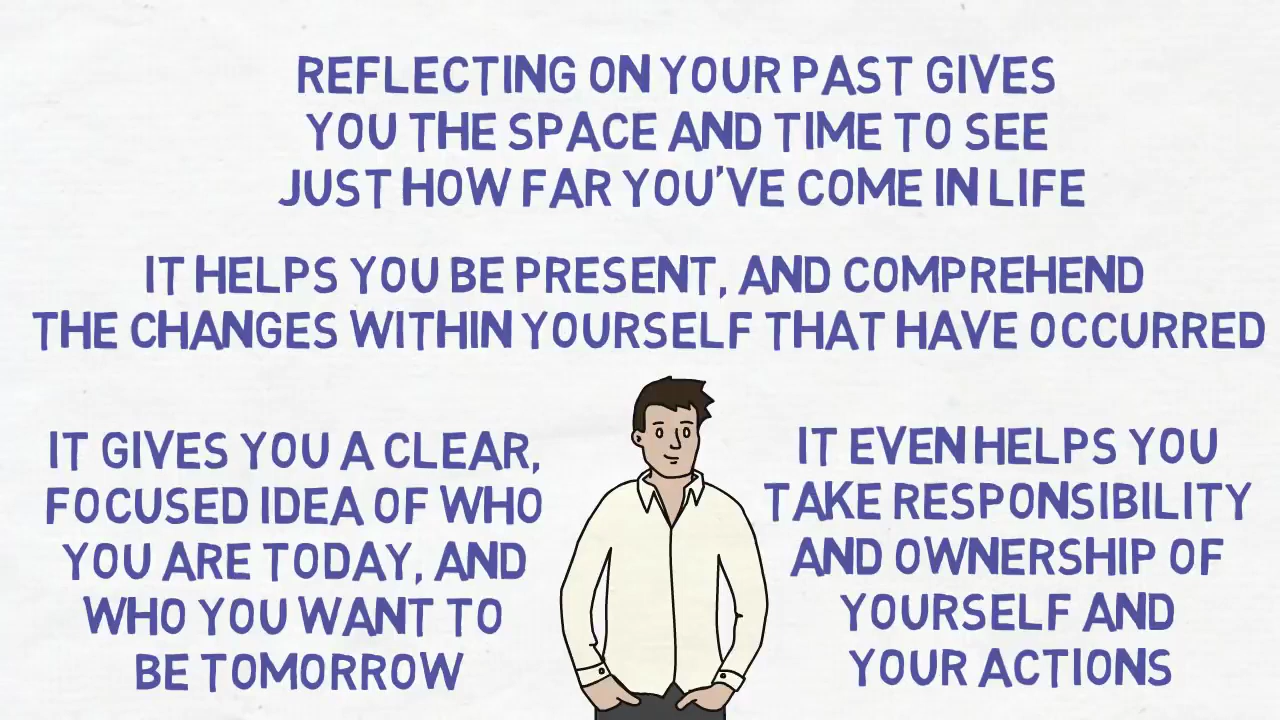 REFLECTING ON YOUR PAST GIVES
YOU THE SPACE AND TIME TO SEE
JUST HOW FAR YOU'VE COME IN LIFE
IT HELPS YOU BE PRESENT, AND COMPREHEND
THE CHANGES WITHIN YOURSELF THAT HAVE OCCURRED
IT GIVES YOU A CLEAR,
FOCUSED IDEA OF WHO
YOU ARE TODAY, AND
WHO YOU WANT TO
BE TOMORROW
IT EVEN HELPS YOU
TAKE RESPONSIBILITY
AND OWNERSHIP OF
YOURSELF AND
YOUR ACTIONS